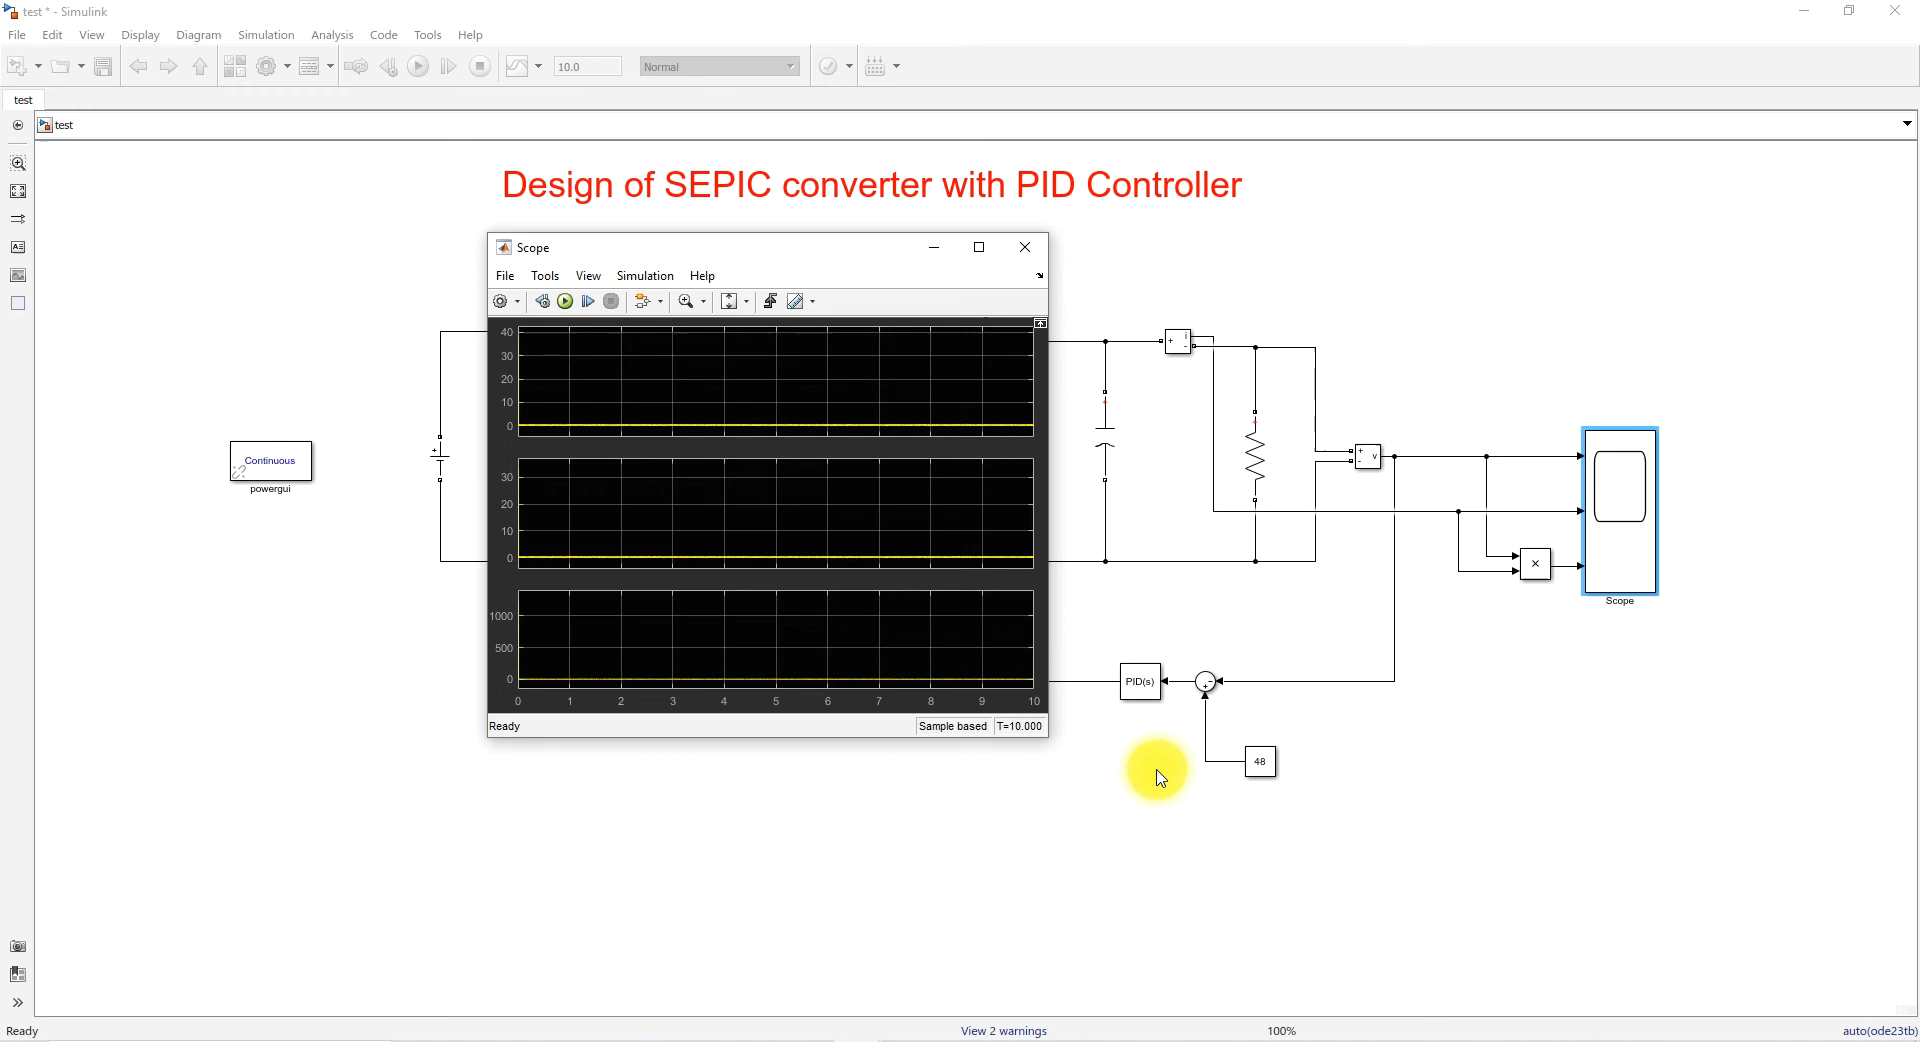 test * - Simulink
File Edit View Display Diagram Simulation Analysis Code Tools Help
10.0 Normal
test
test
Design of SEPIC converter with PID Controller
Scope
File Tools View Simulation Help
40
30
20
10
0
30
20
10
0
1000
500
0
0 1 2 3 4 5 6 7 8 9 10
Ready Sample based T=10.000
Continuous
powergui
+
+ i -
+ - v
×
Scope
PID(s)
- +
48
Ready View 2 warnings 100% auto(ode23tb)